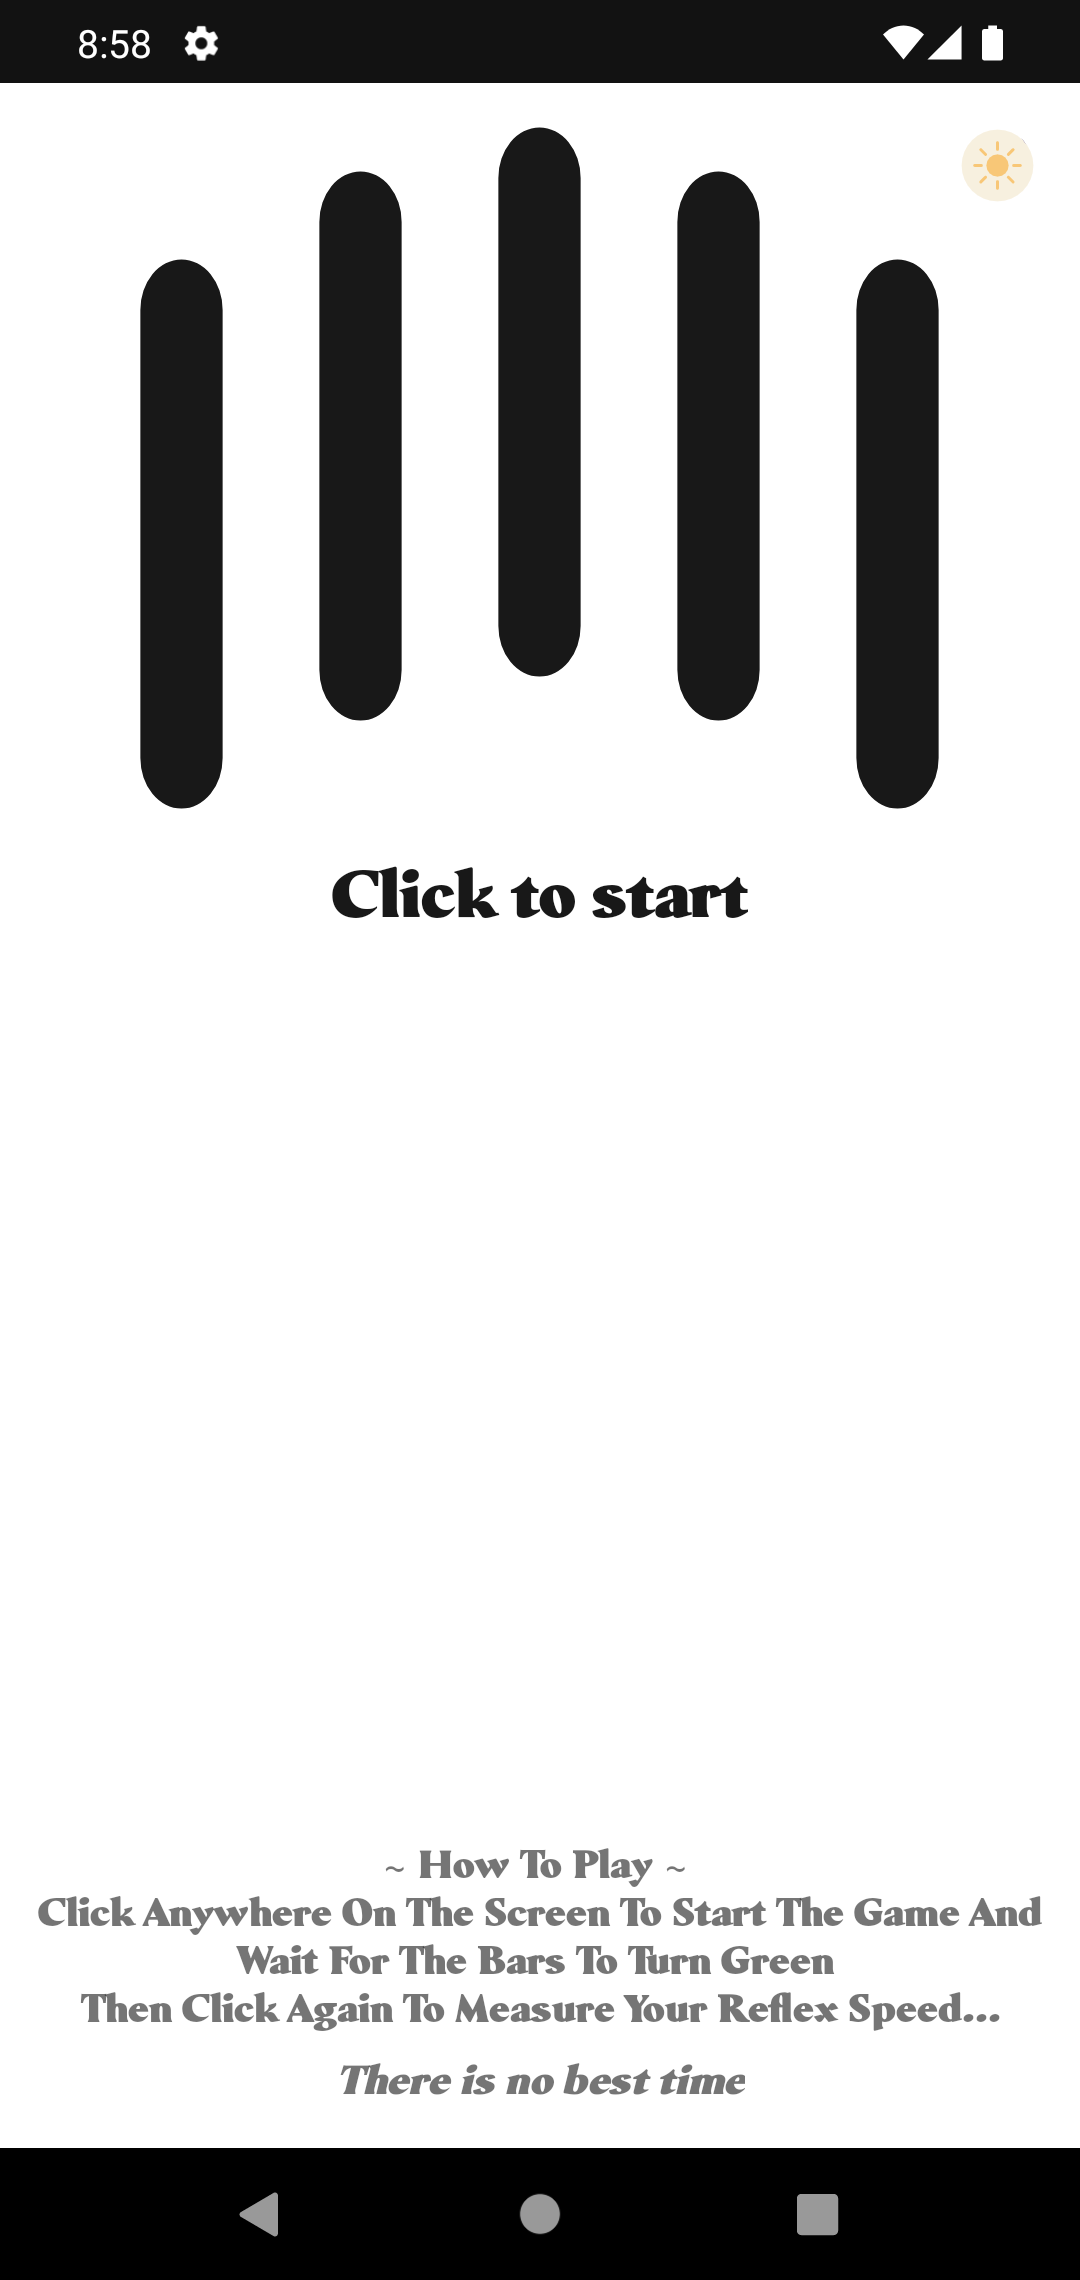 8:58
Click to start
~ How To Play ~
Click Anywhere On The Screen To Start The Game And
Wait For The Bars To Turn Green
Then Click Again To Measure Your Reflex Speed...
There is no best time